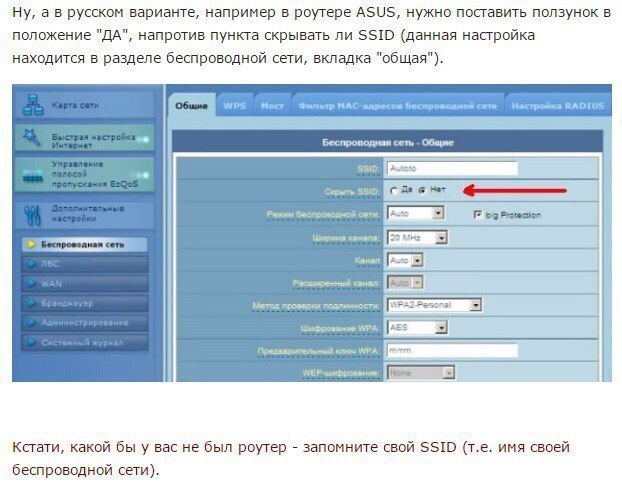 Ну, а в русском варианте, например в роутере ASUS, нужно поставить ползунок в
положение "ДА", напротив пункта скрывать ли SSID (данная настройка
находится в разделе беспроводной сети, вкладка "общая").
Карта сети
Быстрая настройка
Интернет
Управление
полосой
пропускания EzQoS
Дополнительные
настройки
Беспроводная сеть
ЛВС
WAN
Брандмауэр
Администрирование
Системный журнал
Общие WPS Мост Фильтр MAC-адресов беспроводной сети Настройка RADIUS
Беспроводная сеть - Общие
SSID: Autoto
Скрыть SSID: Да Нет
Режим беспроводной сети: Auto b/g Protection
Ширина канала: 20 MHz
Канал Auto
Расширенный канал: Auto
Метод проверки подлинности: WPA2-Personal
Шифрование WPA: AES
Предварительный ключ WPA:
WEP-шифрование: None
Кстати, какой бы у вас не был роутер - запомните свой SSID (т.е. имя своей
беспроводной сети).